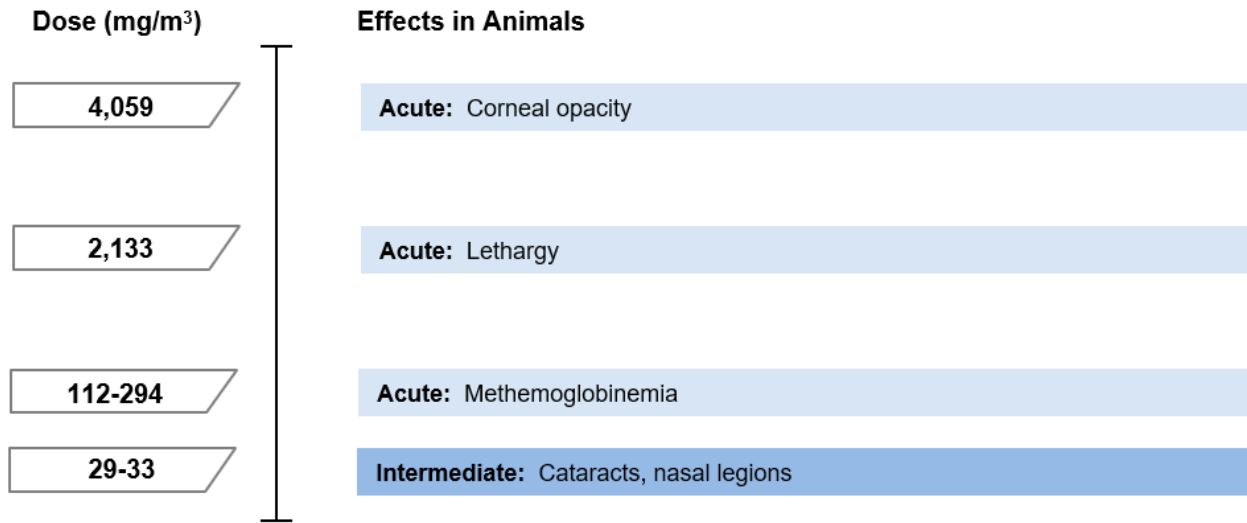 Dose (mg/m³) Effects in Animals
4,059 Acute: Corneal opacity
2,133 Acute: Lethargy
112-294 Acute: Methemoglobinemia
29-33 Intermediate: Cataracts, nasal legions